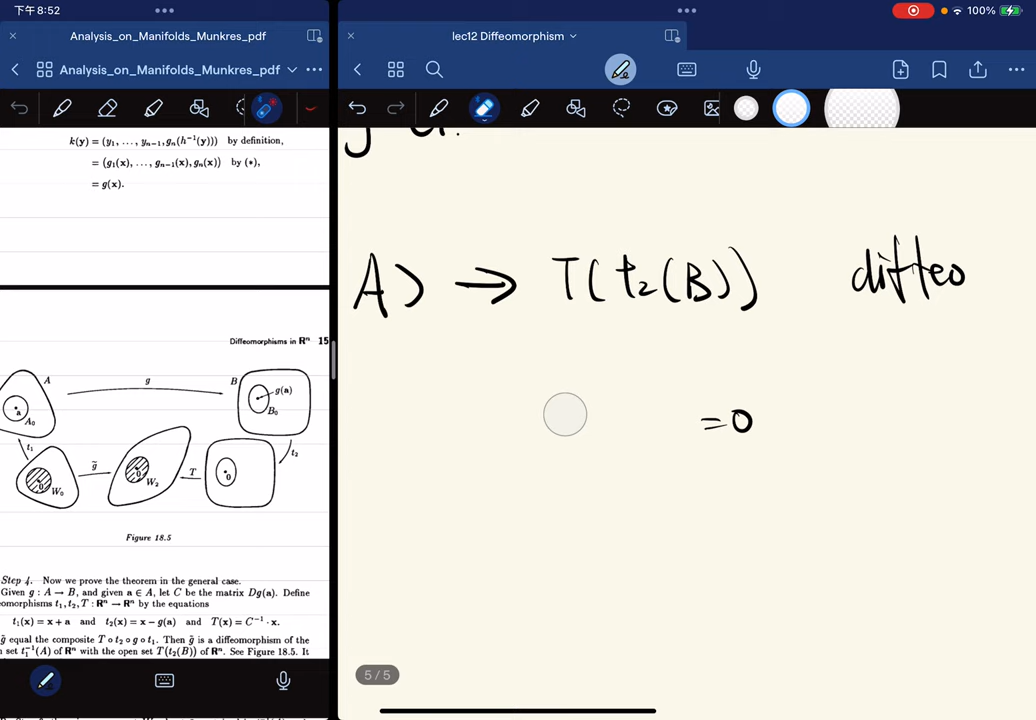 下午8:52
100%
Analysis_on_Manifolds_Munkres_pdf
lec12 Diffeomorphism
Analysis_on_Manifolds_Munkres_pdf
k(y) = (y₁, ..., yₙ₋₁, gₙ(h⁻¹(y))) by definition,
= (g₁(x), ..., gₙ₋₁(x), gₙ(x)) by (*),
= g(x).
Diffeomorphisms in Rⁿ 15
A g B g(a)
a A₀ B₀
t₁ t₂
g̃ T
0 W₀ 0 W₂ 0
Figure 18.5
Step 4. Now we prove the theorem in the general case.
Given g : A → B, and given a ∈ A, let C be the matrix Dg(a). Define
eomorphisms t₁, t₂, T : Rⁿ → Rⁿ by the equations
t₁(x) = x + a and t₂(x) = x − g(a) and T(x) = C⁻¹ · x.
g̃ equal the composite T ∘ t₂ ∘ g ∘ t₁. Then g̃ is a diffeomorphism of the
n set t₁⁻¹(A) of Rⁿ with the open set T(t₂(B)) of Rⁿ. See Figure 18.5. It
A) → T(t₂(B)) diffeo
=0
5 / 5